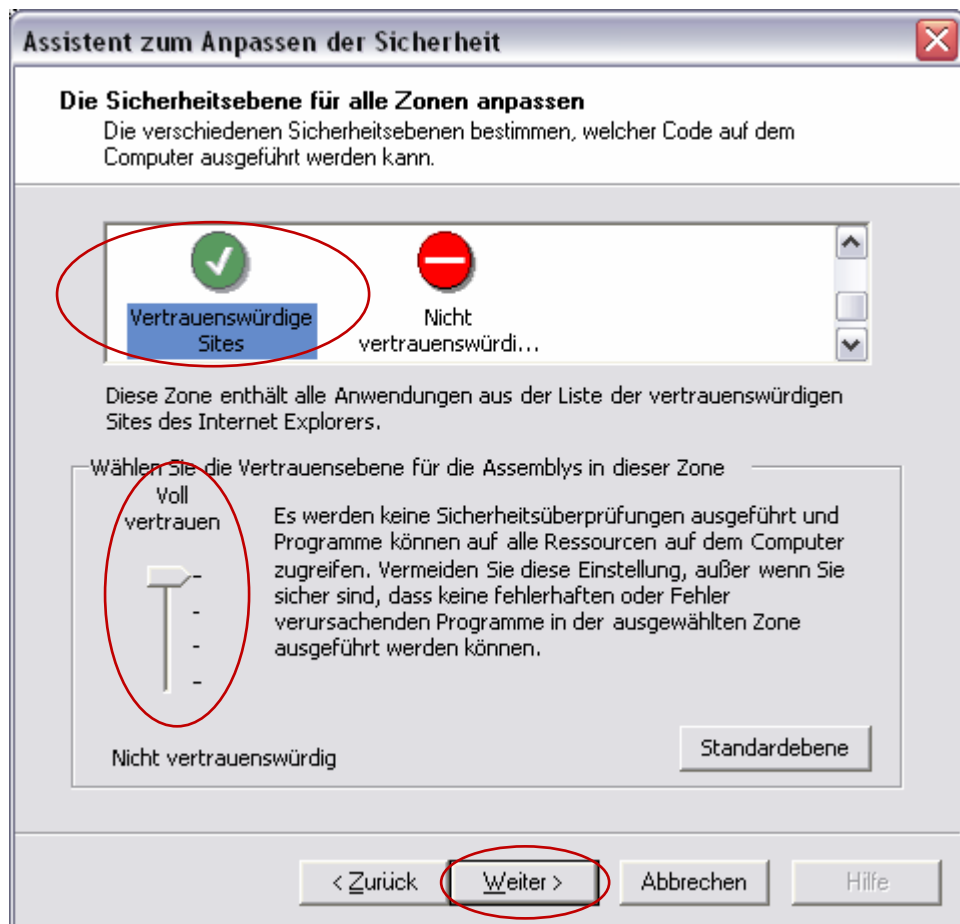 Assistent zum Anpassen der Sicherheit
Die Sicherheitsebene für alle Zonen anpassen
Die verschiedenen Sicherheitsebenen bestimmen, welcher Code auf dem
Computer ausgeführt werden kann.
Vertrauenswürdige
Sites
Nicht
vertrauenswürdi...
Diese Zone enthält alle Anwendungen aus der Liste der vertrauenswürdigen
Sites des Internet Explorers.
Wählen Sie die Vertrauensebene für die Assemblys in dieser Zone
Voll
vertrauen
Es werden keine Sicherheitsüberprüfungen ausgeführt und
Programme können auf alle Ressourcen auf dem Computer
zugreifen. Vermeiden Sie diese Einstellung, außer wenn Sie
sicher sind, dass keine fehlerhaften oder Fehler
verursachenden Programme in der ausgewählten Zone
ausgeführt werden können.
Nicht vertrauenswürdig
Standardebene
< Zurück
Weiter >
Abbrechen
Hilfe